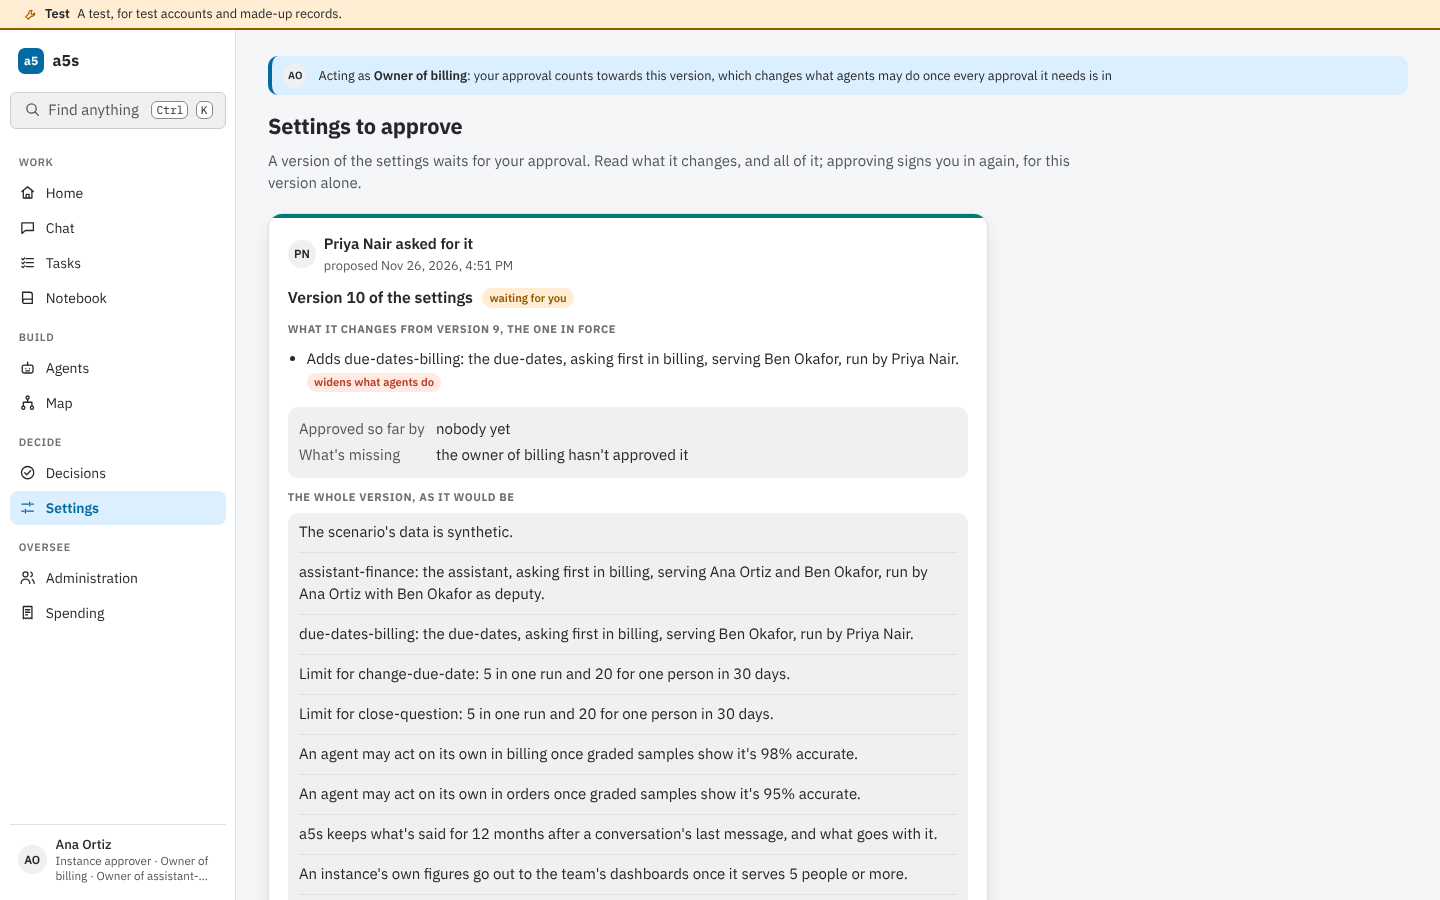 Test A test, for test accounts and made-up records.
a5 a5s
Find anything Ctrl K
WORK
Home
Chat
Tasks
Notebook
BUILD
Agents
Map
DECIDE
Decisions
Settings
OVERSEE
Administration
Spending
AO Ana Ortiz
Instance approver · Owner of
billing · Owner of assistant-...
AO Acting as Owner of billing: your approval counts towards this version, which changes what agents may do once every approval it needs is in
Settings to approve
A version of the settings waits for your approval. Read what it changes, and all of it; approving signs you in again, for this
version alone.
PN Priya Nair asked for it
proposed Nov 26, 2026, 4:51 PM
Version 10 of the settings waiting for you
WHAT IT CHANGES FROM VERSION 9, THE ONE IN FORCE
• Adds due-dates-billing: the due-dates, asking first in billing, serving Ben Okafor, run by Priya Nair.
widens what agents do
Approved so far by nobody yet
What's missing the owner of billing hasn't approved it
THE WHOLE VERSION, AS IT WOULD BE
The scenario's data is synthetic.
assistant-finance: the assistant, asking first in billing, serving Ana Ortiz and Ben Okafor, run by
Ana Ortiz with Ben Okafor as deputy.
due-dates-billing: the due-dates, asking first in billing, serving Ben Okafor, run by Priya Nair.
Limit for change-due-date: 5 in one run and 20 for one person in 30 days.
Limit for close-question: 5 in one run and 20 for one person in 30 days.
An agent may act on its own in billing once graded samples show it's 98% accurate.
An agent may act on its own in orders once graded samples show it's 95% accurate.
a5s keeps what's said for 12 months after a conversation's last message, and what goes with it.
An instance's own figures go out to the team's dashboards once it serves 5 people or more.